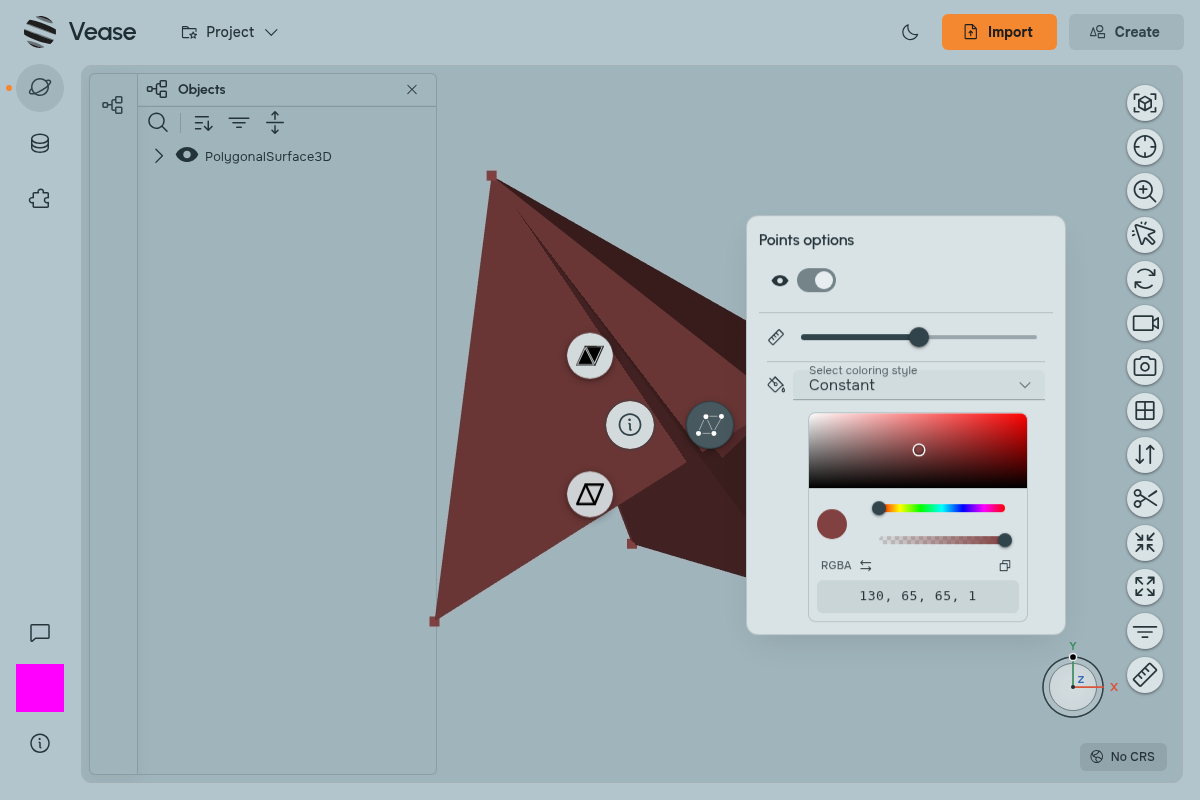 Vease
Project
Import
Create
Objects
PolygonalSurface3D
Points options
Select coloring style
Constant
RGBA
130, 65, 65, 1
Y
Z
X
No CRS